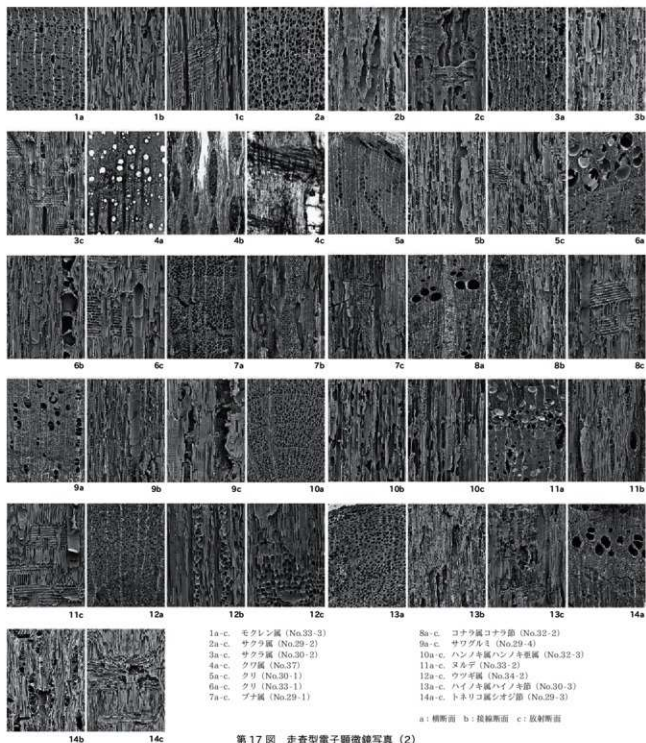 1a 1b 1c 2a 2b 2c 3a 3b
3c 4a 4b 4c 5a 5b 5c 6a
6b 6c 7a 7b 7c 8a 8b 8c
9a 9b 9c 10a 10b 10c 11a 11b
11c 12a 12b 12c 13a 13b 13c 14a
14b 14c
1a-c. モクレン属（No.33-3）
2a-c. サクラ属（No.29-2）
3a-c. サクラ属（No.30-2）
4a-c. クワ属（No.37）
5a-c. クリ（No.30-1）
6a-c. クリ（No.33-1）
7a-c. ブナ属（No.29-1）
8a-c. コナラ属コナラ節（No.32-2）
9a-c. サワグルミ（No.29-4）
10a-c. ハンノキ属ハンノキ亜属（No.32-3）
11a-c. ヌルデ（No.33-2）
12a-c. ウツギ属（No.34-2）
13a-c. ハイノキ属ハイノキ節（No.30-3）
14a-c. トネリコ属シオジ節（No.29-3）
a：横断面 b：接線断面 c：放射断面
第17図 走査型電子顕微鏡写真（2）